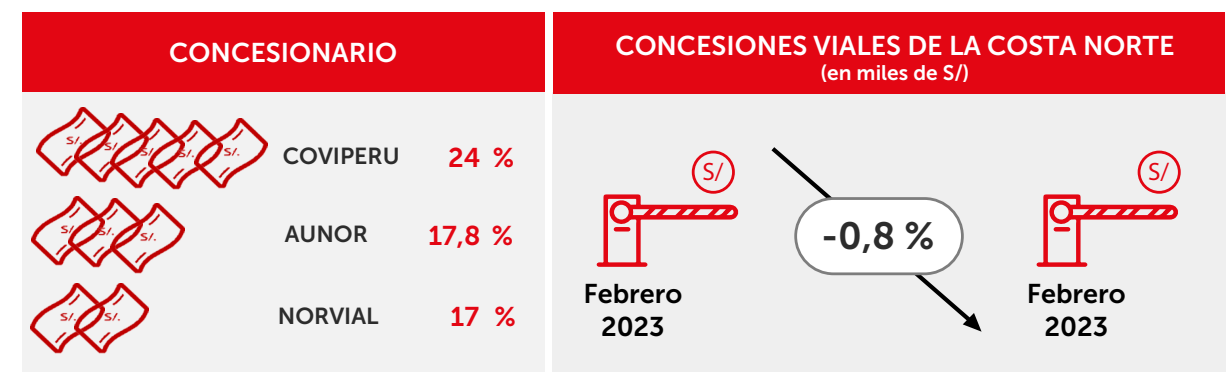 CONCESIONARIO
S/. S/. S/. S/. S/.
COVIPERU 24 %
S/. S/. S/.
AUNOR 17,8 %
S/. S/.
NORVIAL 17 %
CONCESIONES VIALES DE LA COSTA NORTE
(en miles de S/)
S/
S/
-0,8 %
Febrero
2023
Febrero
2023